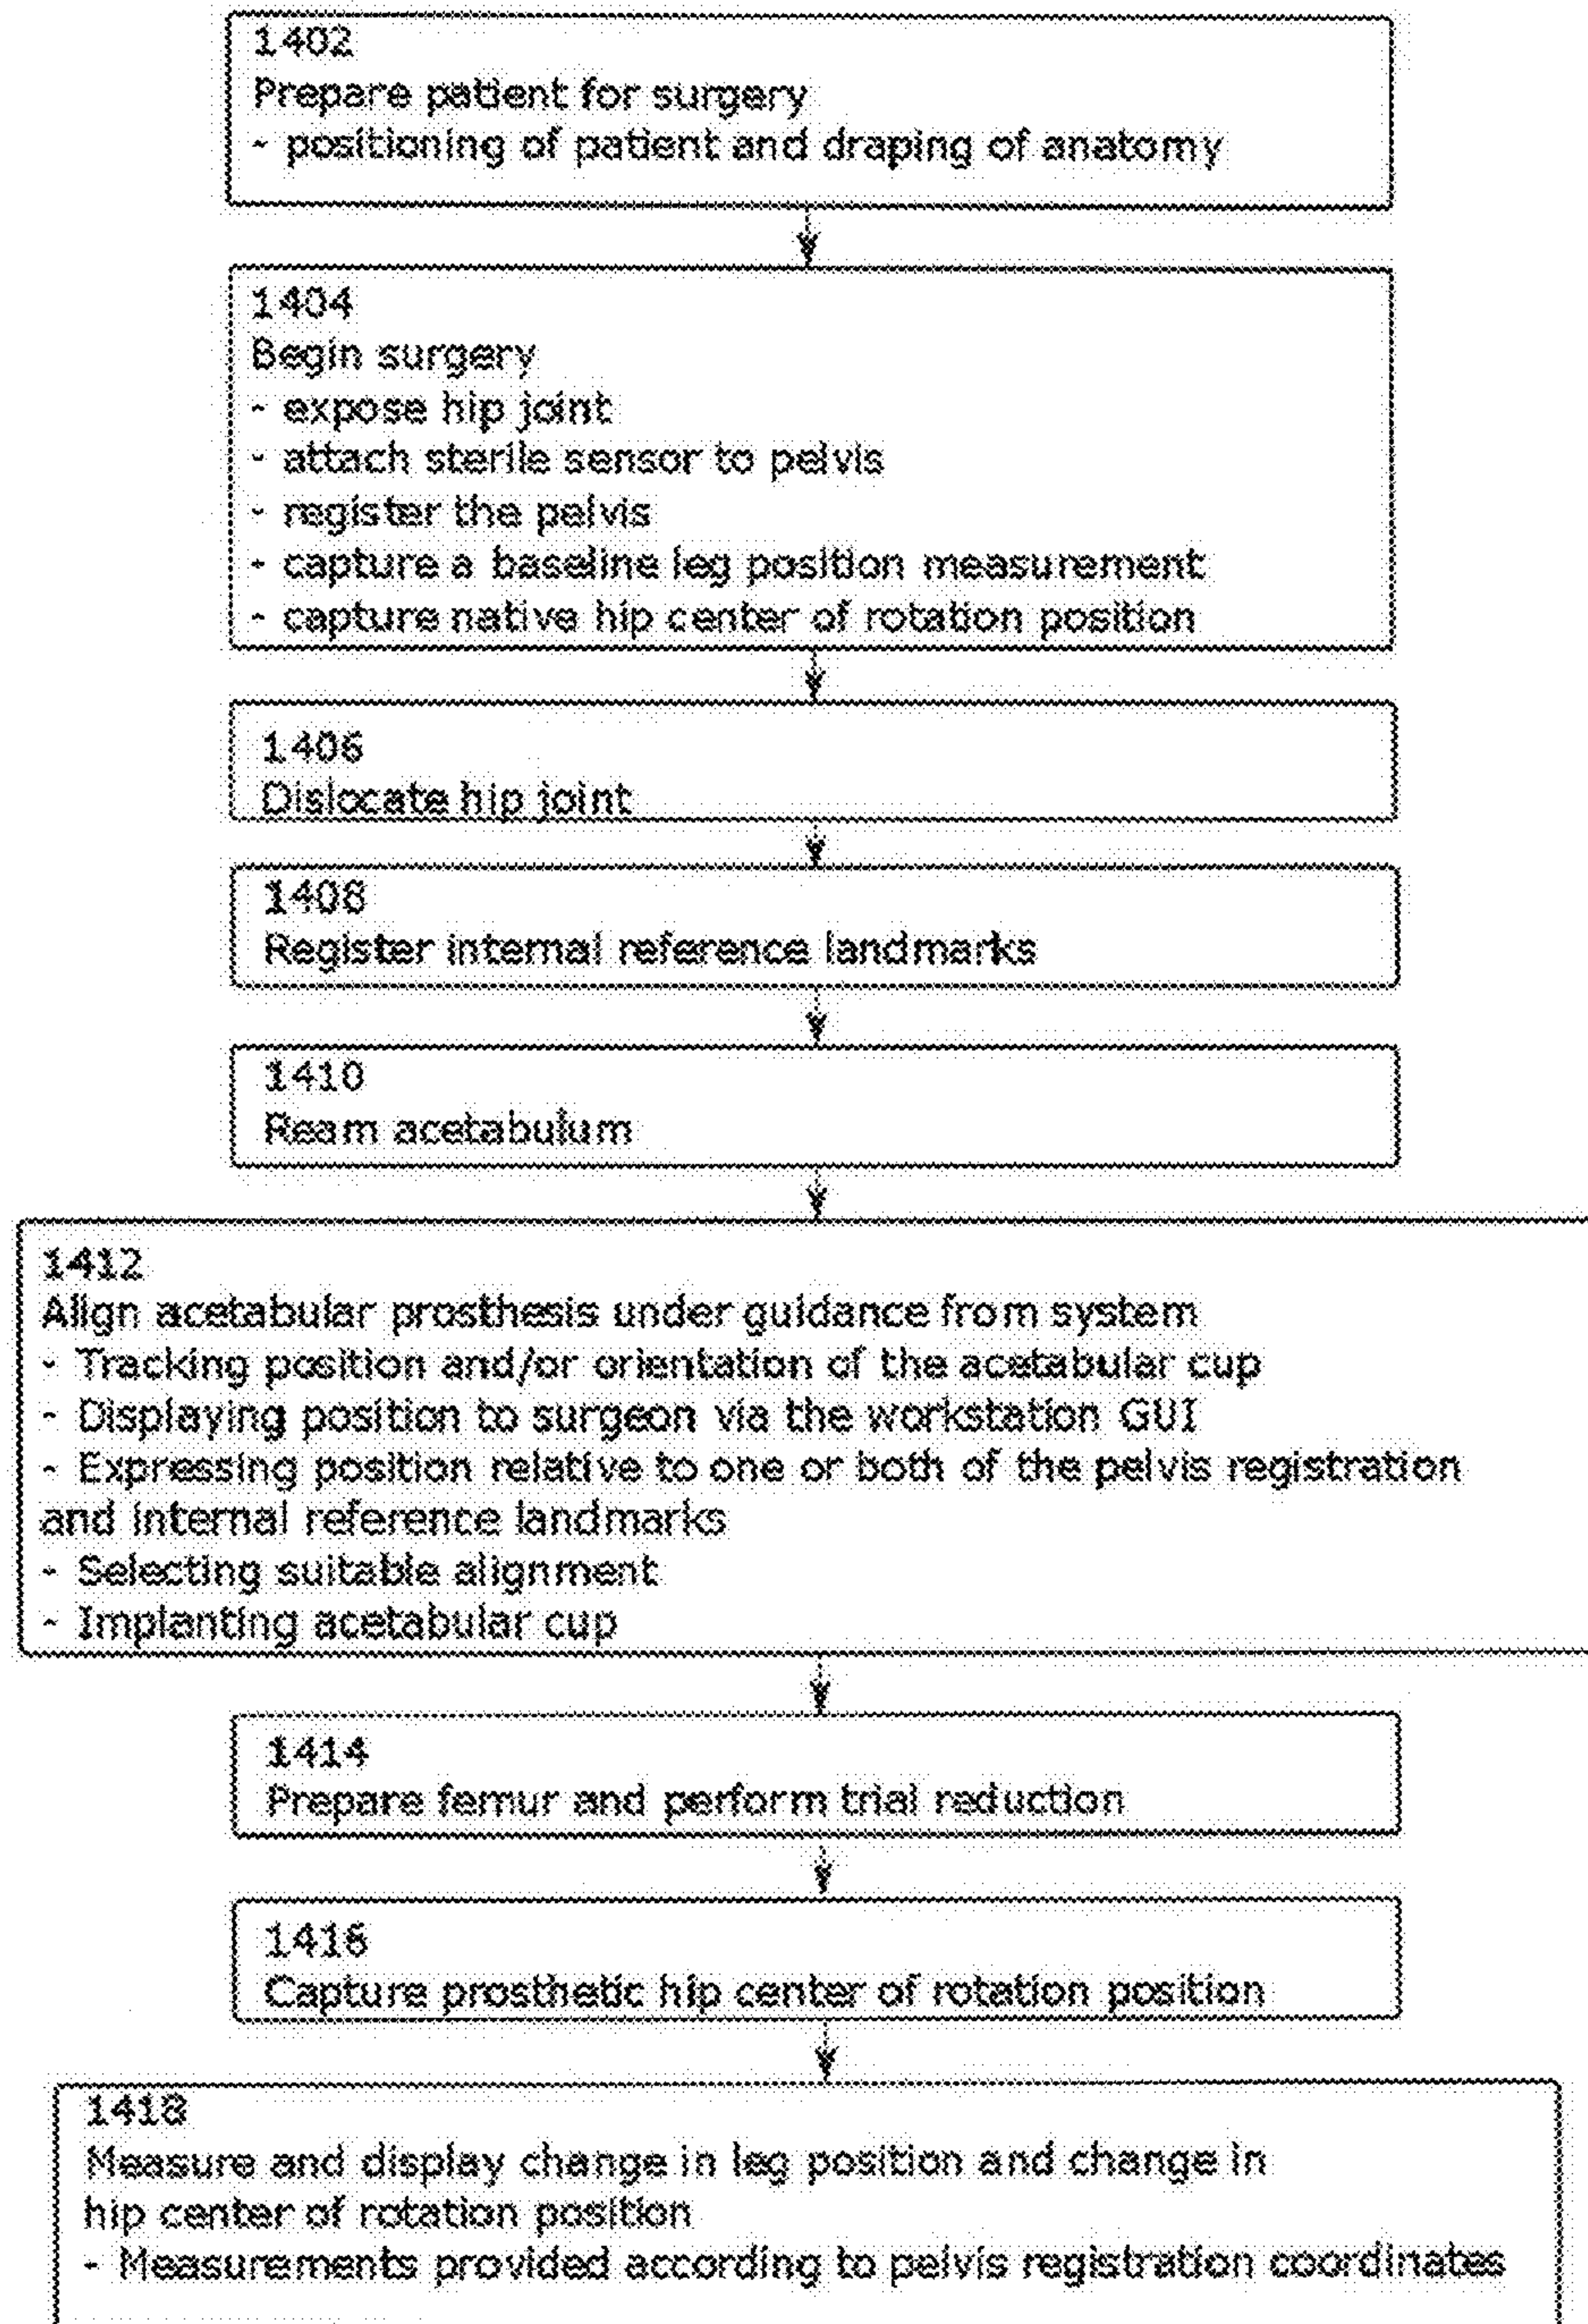 1402
Prepare patient for surgery
- positioning of patient and draping of anatomy
1404
Begin surgery
- expose hip joint
- attach sterile sensor to pelvis
- register the pelvis
- capture a baseline leg position measurement
- capture native hip center of rotation position
1406
Dislocate hip joint
1408
Register internal reference landmarks
1410
Ream acetabulum
1412
Align acetabular prosthesis under guidance from system
- Tracking position and/or orientation of the acetabular cup
- Displaying position to surgeon via the workstation GUI
- Expressing position relative to one or both of the pelvis registration
and internal reference landmarks
- Selecting suitable alignment
- Implanting acetabular cup
1414
Prepare femur and perform trial reduction
1416
Capture prosthetic hip center of rotation position
1418
Measure and display change in leg position and change in
hip center of rotation position
- Measurements provided according to pelvis registration coordinates